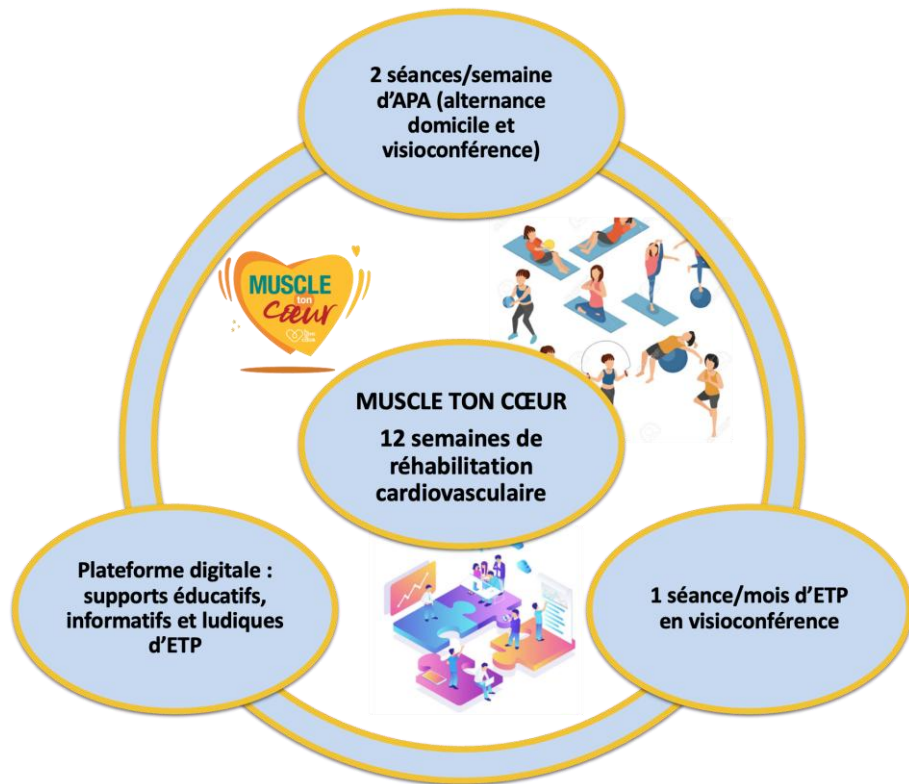 2 séances/semaine
d’APA (alternance
domicile et
visioconférence)
MUSCLE
ton
Cœur
MUSCLE TON CŒUR
12 semaines de
réhabilitation
cardiovasculaire
Plateforme digitale :
supports éducatifs,
informatifs et ludiques
d’ETP
1 séance/mois d’ETP
en visioconférence